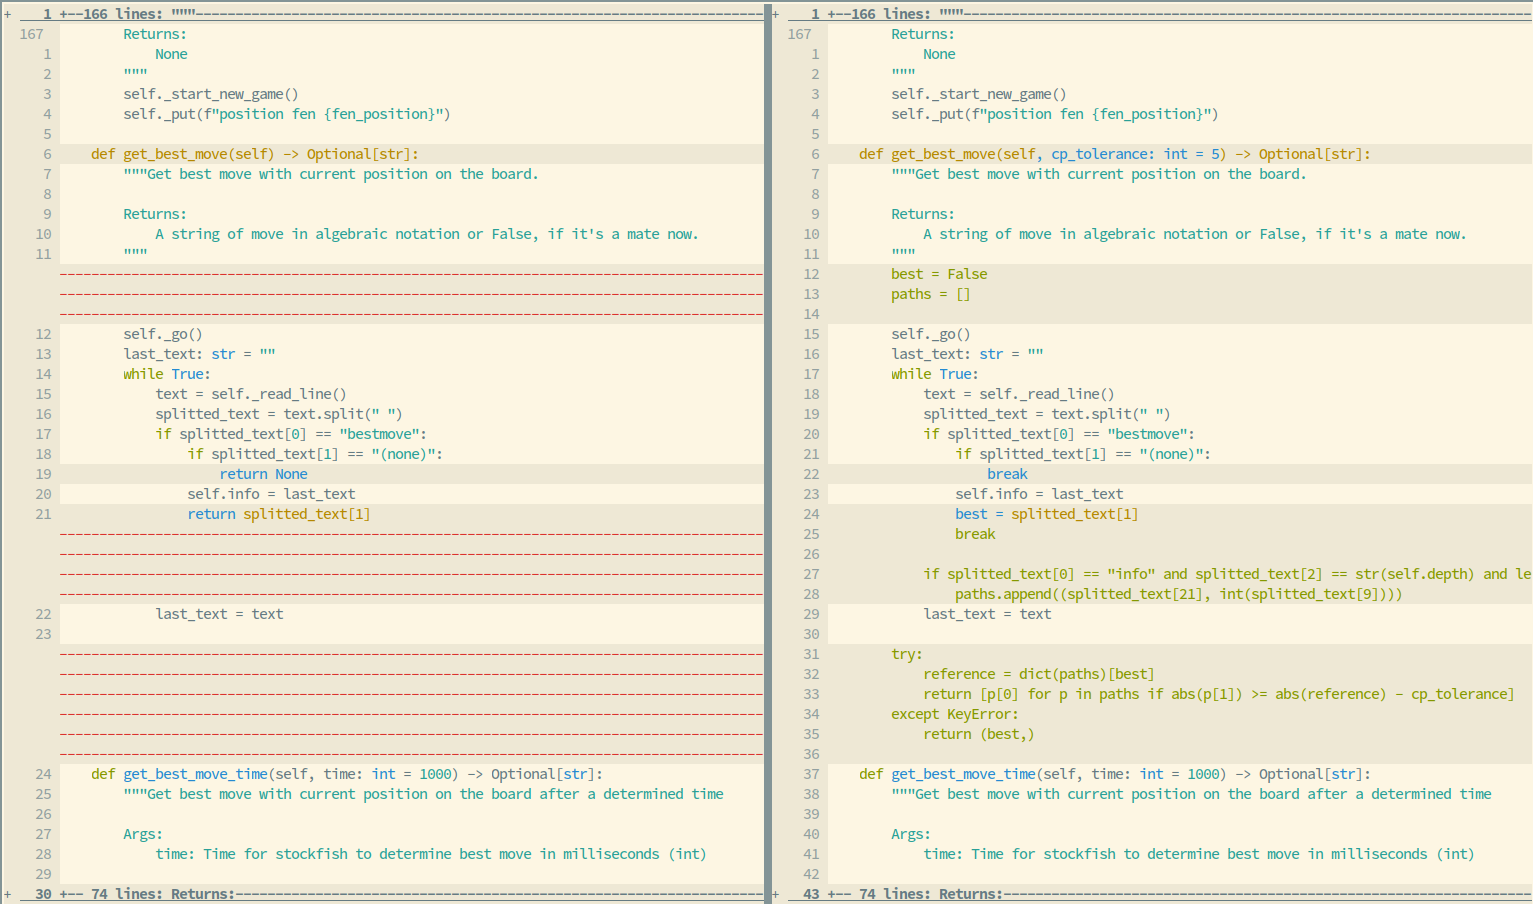 +    1 +--166 lines: """----------------------------------------------------------------------
167         Returns:
1             None
2         """
3         self._start_new_game()
4         self._put(f"position fen {fen_position}")
5
6     def get_best_move(self) -> Optional[str]:
7         """Get best move with current position on the board.
8
9         Returns:
10             A string of move in algebraic notation or False, if it's a mate now.
11         """
----------------------------------------------------------------------------------------
----------------------------------------------------------------------------------------
----------------------------------------------------------------------------------------
12         self._go()
13         last_text: str = ""
14         while True:
15             text = self._read_line()
16             splitted_text = text.split(" ")
17             if splitted_text[0] == "bestmove":
18                 if splitted_text[1] == "(none)":
19                     return None
20                 self.info = last_text
21                 return splitted_text[1]
----------------------------------------------------------------------------------------
----------------------------------------------------------------------------------------
----------------------------------------------------------------------------------------
----------------------------------------------------------------------------------------
22             last_text = text
23
----------------------------------------------------------------------------------------
----------------------------------------------------------------------------------------
----------------------------------------------------------------------------------------
----------------------------------------------------------------------------------------
----------------------------------------------------------------------------------------
----------------------------------------------------------------------------------------
24     def get_best_move_time(self, time: int = 1000) -> Optional[str]:
25         """Get best move with current position on the board after a determined time
26
27         Args:
28             time: Time for stockfish to determine best move in milliseconds (int)
29
+   30 +-- 74 lines: Returns:------------------------------------------------------------------
+    1 +--166 lines: """----------------------------------------------------------------------
167         Returns:
1             None
2         """
3         self._start_new_game()
4         self._put(f"position fen {fen_position}")
5
6     def get_best_move(self, cp_tolerance: int = 5) -> Optional[str]:
7         """Get best move with current position on the board.
8
9         Returns:
10             A string of move in algebraic notation or False, if it's a mate now.
11         """
12         best = False
13         paths = []
14
15         self._go()
16         last_text: str = ""
17         while True:
18             text = self._read_line()
19             splitted_text = text.split(" ")
20             if splitted_text[0] == "bestmove":
21                 if splitted_text[1] == "(none)":
22                     break
23                 self.info = last_text
24                 best = splitted_text[1]
25                 break
26
27             if splitted_text[0] == "info" and splitted_text[2] == str(self.depth) and le
28                 paths.append((splitted_text[21], int(splitted_text[9])))
29             last_text = text
30
31         try:
32             reference = dict(paths)[best]
33             return [p[0] for p in paths if abs(p[1]) >= abs(reference) - cp_tolerance]
34         except KeyError:
35             return (best,)
36
37     def get_best_move_time(self, time: int = 1000) -> Optional[str]:
38         """Get best move with current position on the board after a determined time
39
40         Args:
41             time: Time for stockfish to determine best move in milliseconds (int)
42
+   43 +-- 74 lines: Returns:------------------------------------------------------------------